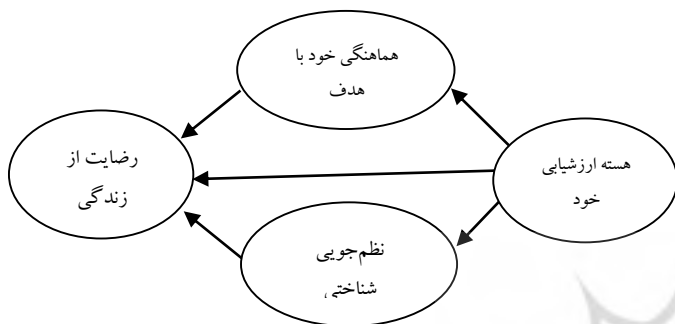 هماهنگی خود با
هدف
هسته ارزشیابی
خود
رضایت از
زندگی
نظم‌جویی
شناختی